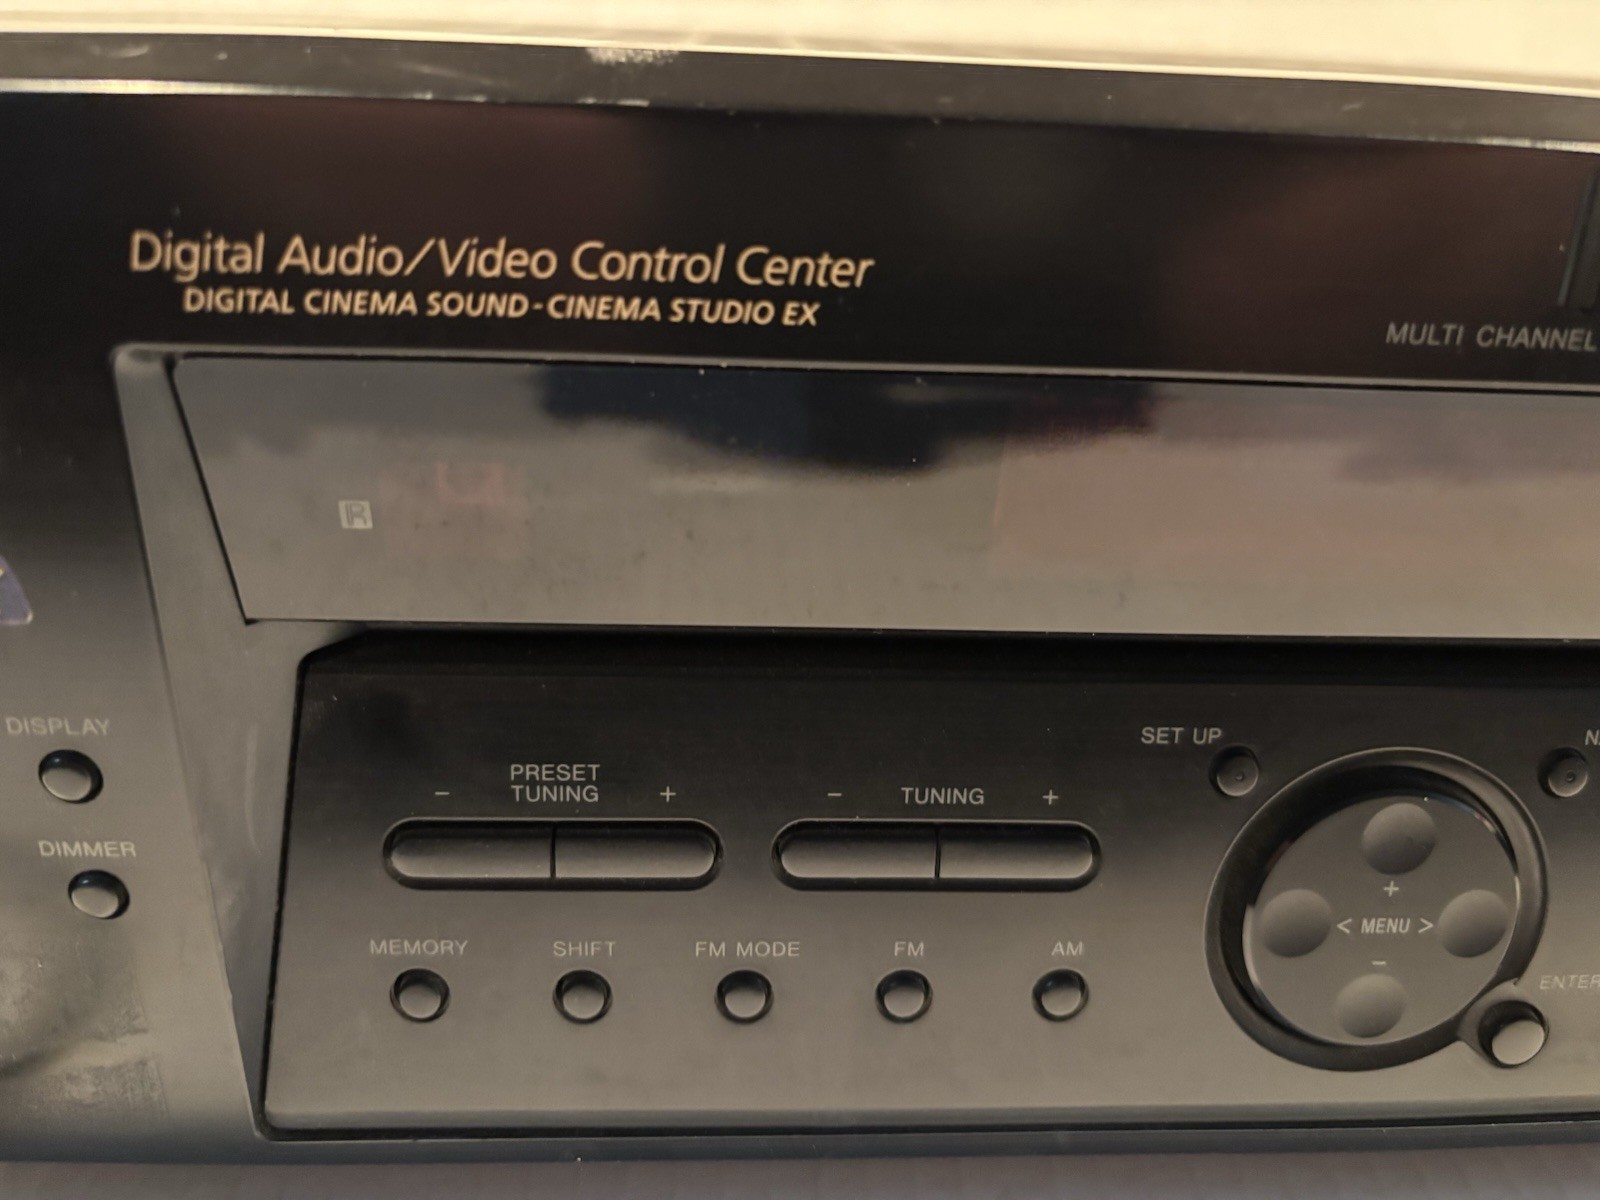 Digital Audio/Video Control Center
DIGITAL CINEMA SOUND-CINEMA STUDIO EX
MULTI CHANNEL
R
DISPLAY
DIMMER
PRESET
- TUNING +
- TUNING +
SET UP
MEMORY
SHIFT
FM MODE
FM
AM
+
< MENU >
-
ENTER